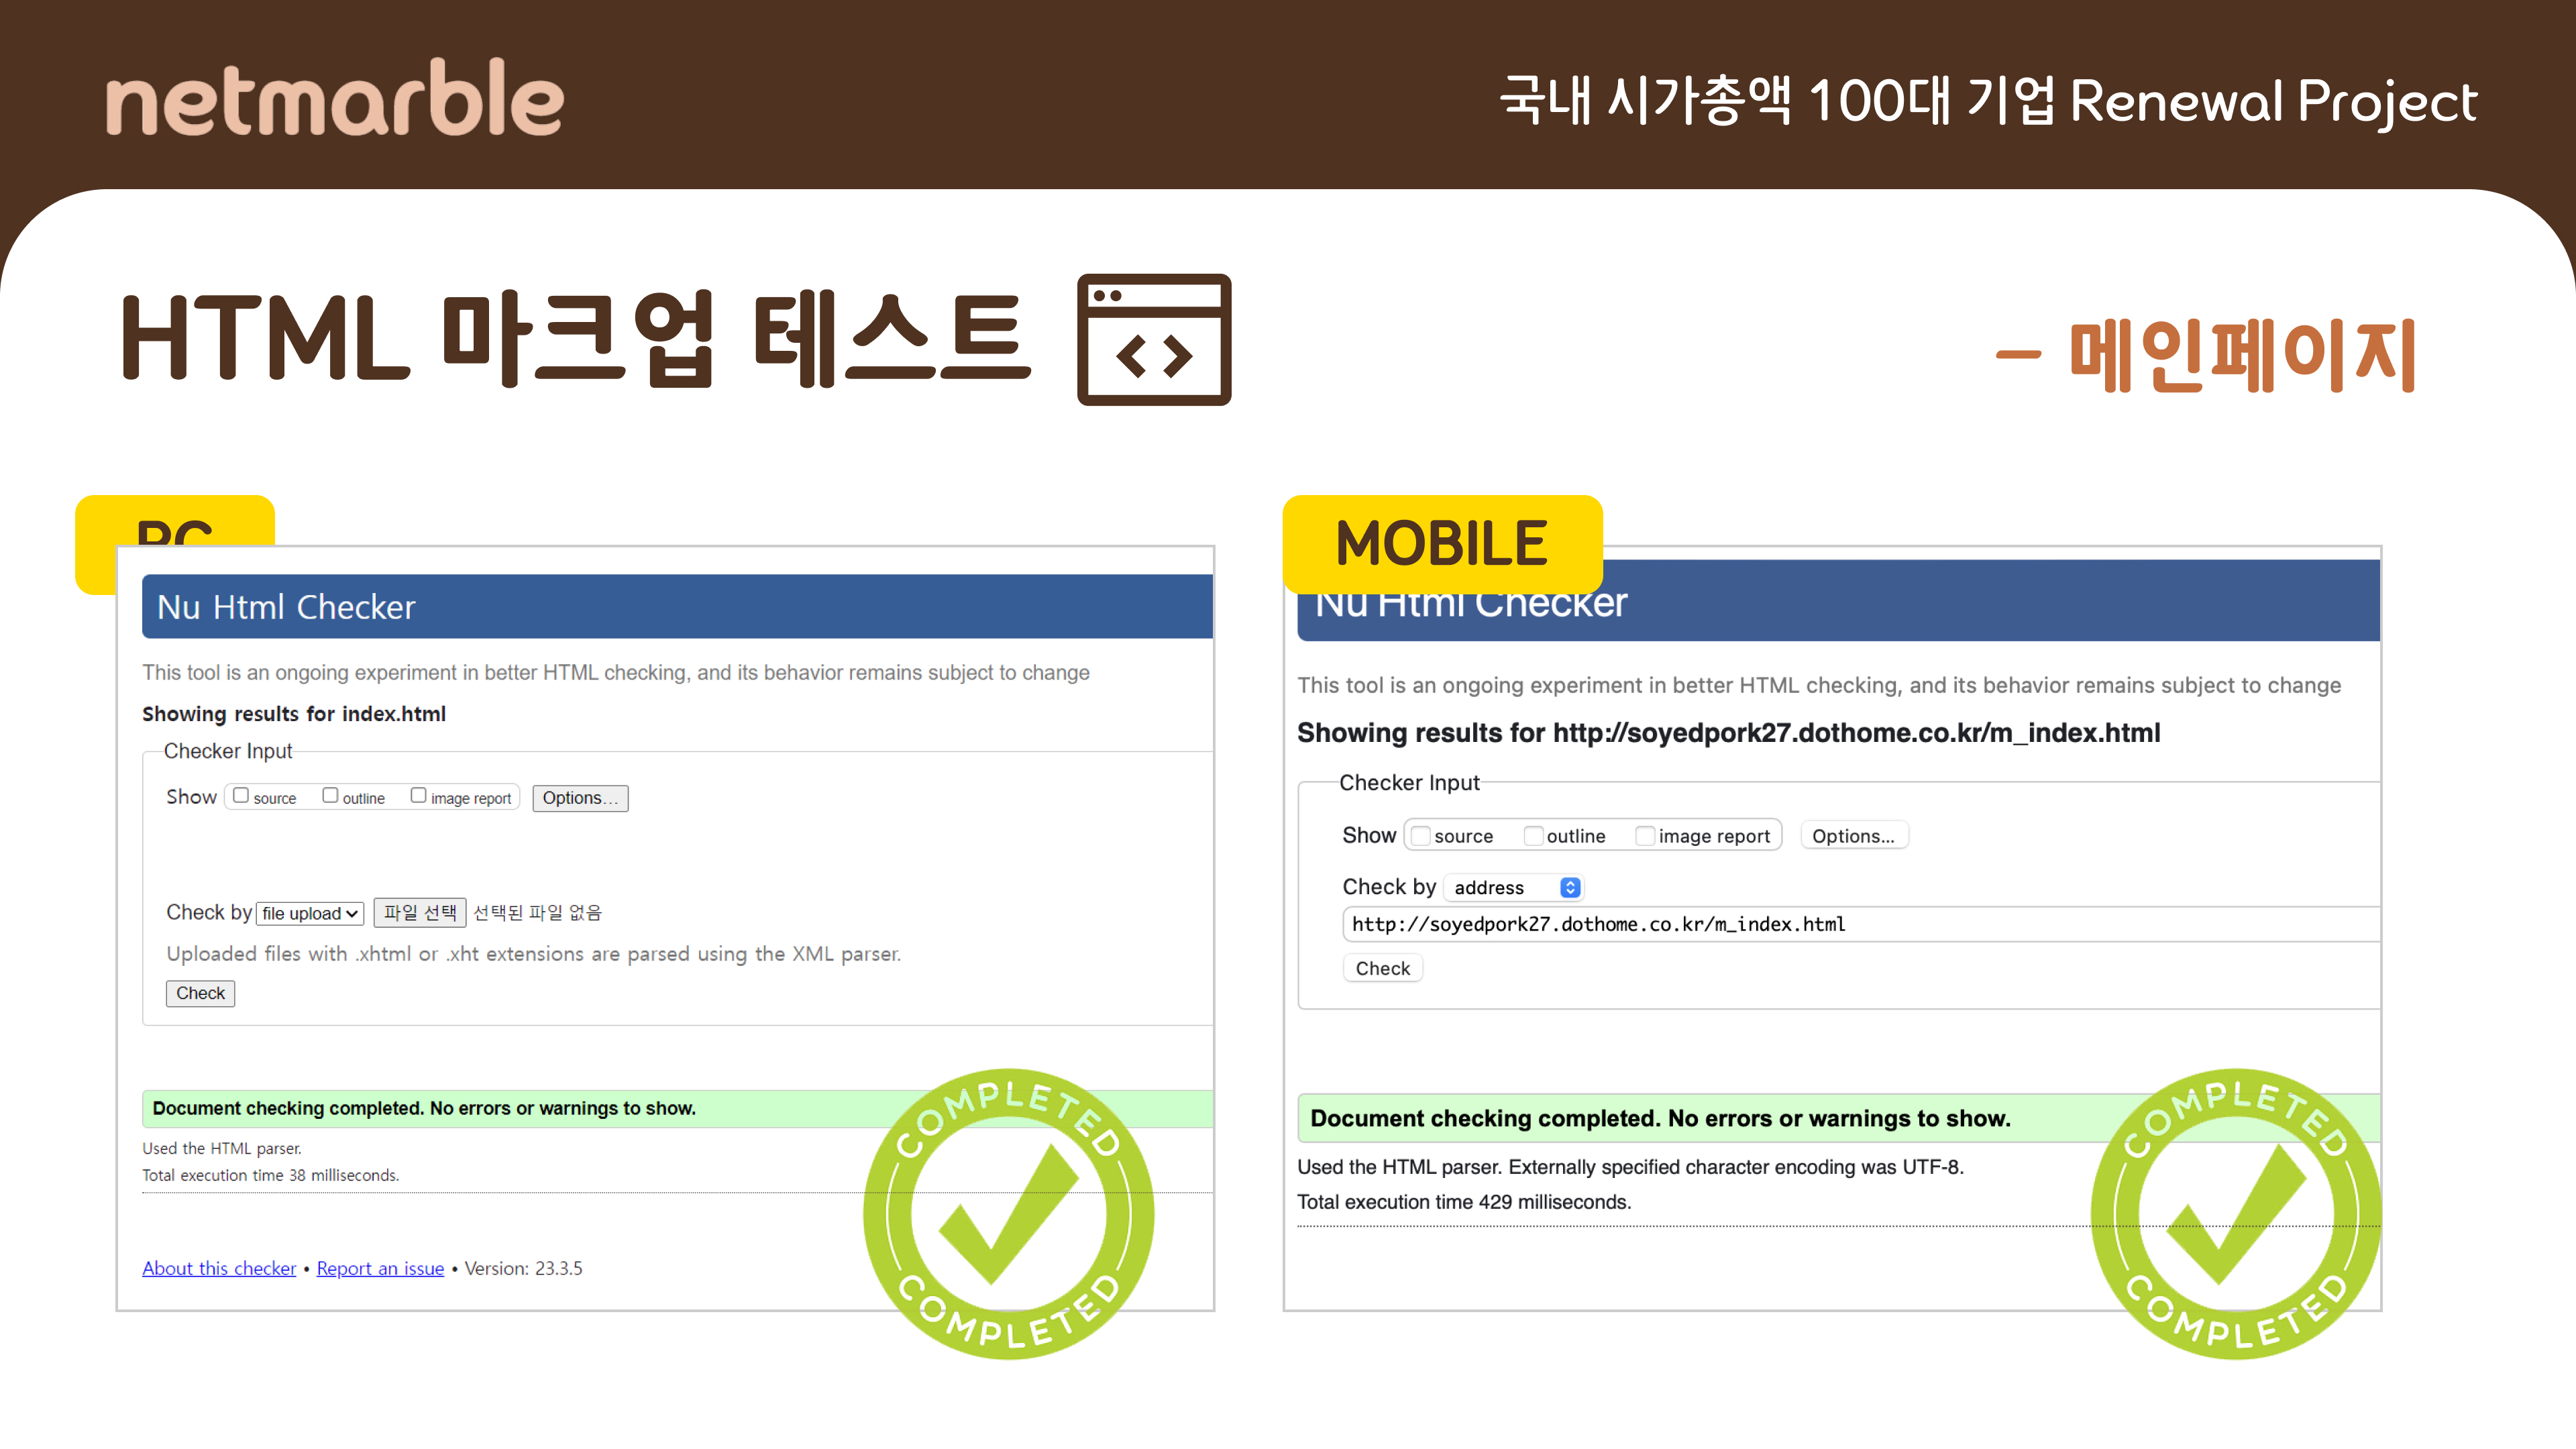 netmarble
국내 시가총액 100대 기업 Renewal Project
HTML 마크업 테스트
- 메인페이지
PC
Nu Html Checker
This tool is an ongoing experiment in better HTML checking, and its behavior remains subject to change
Showing results for index.html
Checker Input
Show source outline image report Options...
Check by file upload 파일 선택 선택된 파일 없음
Uploaded files with .xhtml or .xht extensions are parsed using the XML parser.
Check
Document checking completed. No errors or warnings to show.
Used the HTML parser.
Total execution time 38 milliseconds.
About this checker • Report an issue • Version: 23.3.5
COMPLETED
COMPLETED
MOBILE
Nu Html Checker
This tool is an ongoing experiment in better HTML checking, and its behavior remains subject to change
Showing results for http://soyedpork27.dothome.co.kr/m_index.html
Checker Input
Show source outline image report Options...
Check by address
http://soyedpork27.dothome.co.kr/m_index.html
Check
Document checking completed. No errors or warnings to show.
Used the HTML parser. Externally specified character encoding was UTF-8.
Total execution time 429 milliseconds.
COMPLETED
COMPLETED